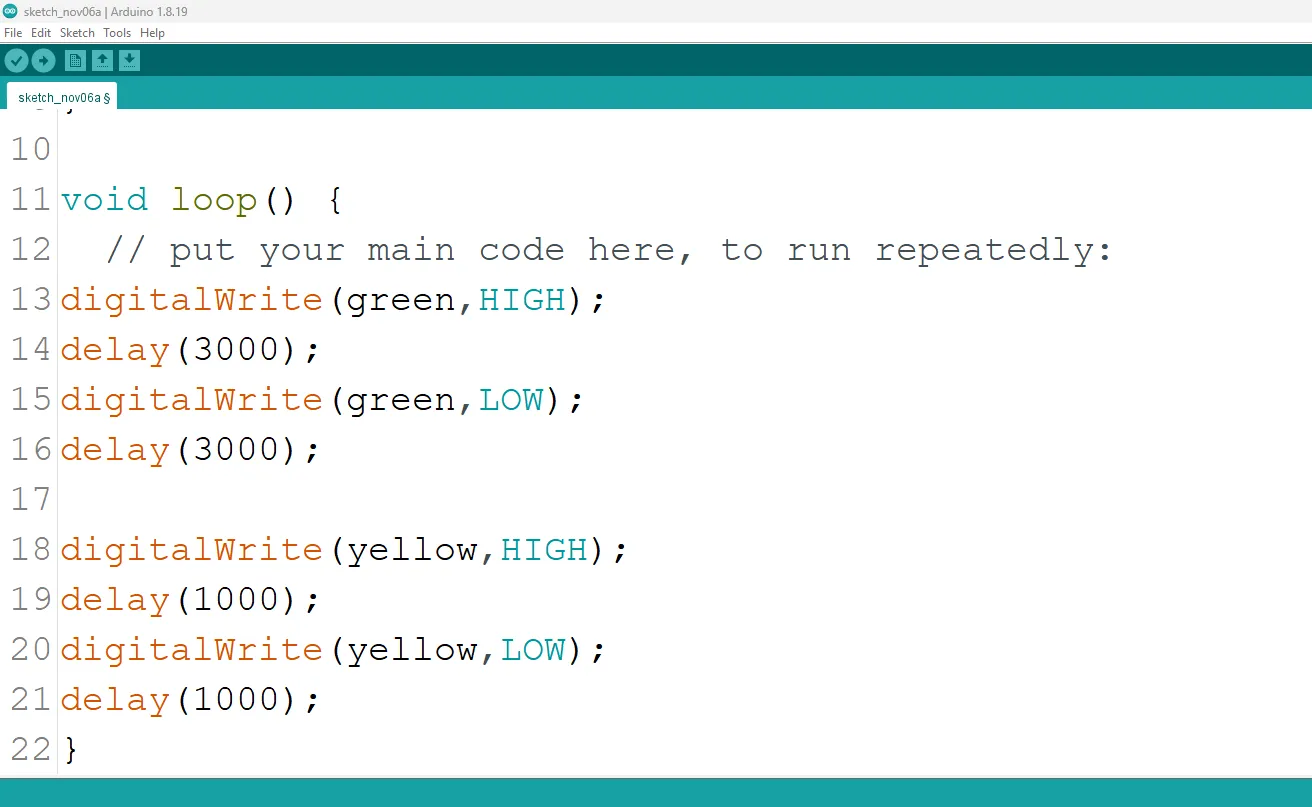 sketch_nov06a | Arduino 1.8.19
File Edit Sketch Tools Help
sketch_nov06a §
10
11 void loop() {
12   // put your main code here, to run repeatedly:
13 digitalWrite(green,HIGH);
14 delay(3000);
15 digitalWrite(green,LOW);
16 delay(3000);
17
18 digitalWrite(yellow,HIGH);
19 delay(1000);
20 digitalWrite(yellow,LOW);
21 delay(1000);
22 }